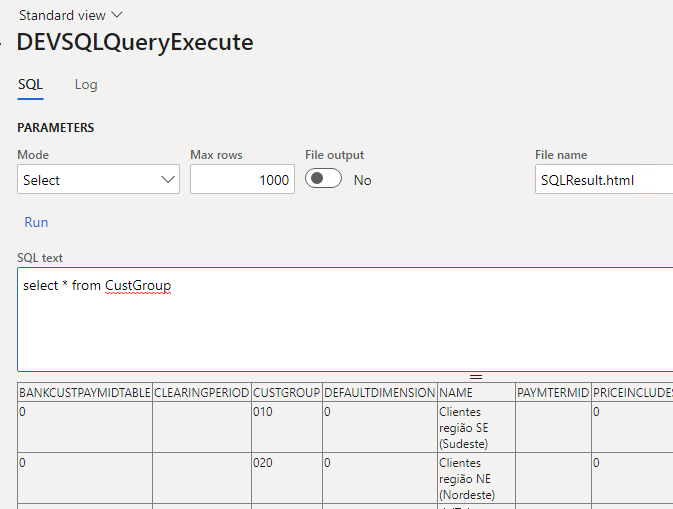 Standard view
DEVSQLQueryExecute
SQL Log
PARAMETERS
Mode Max rows File output File name
Select 1000 No SQLResult.html
Run
SQL text
select * from CustGroup
BANKCUSTPAYMIDTABLE CLEARINGPERIOD CUSTGROUP DEFAULTDIMENSION NAME PAYMTERMID PRICEINCLUDES
0 010 0 Clientes 0
região SE
(Sudeste)
0 020 0 Clientes 0
região NE
(Nordeste)